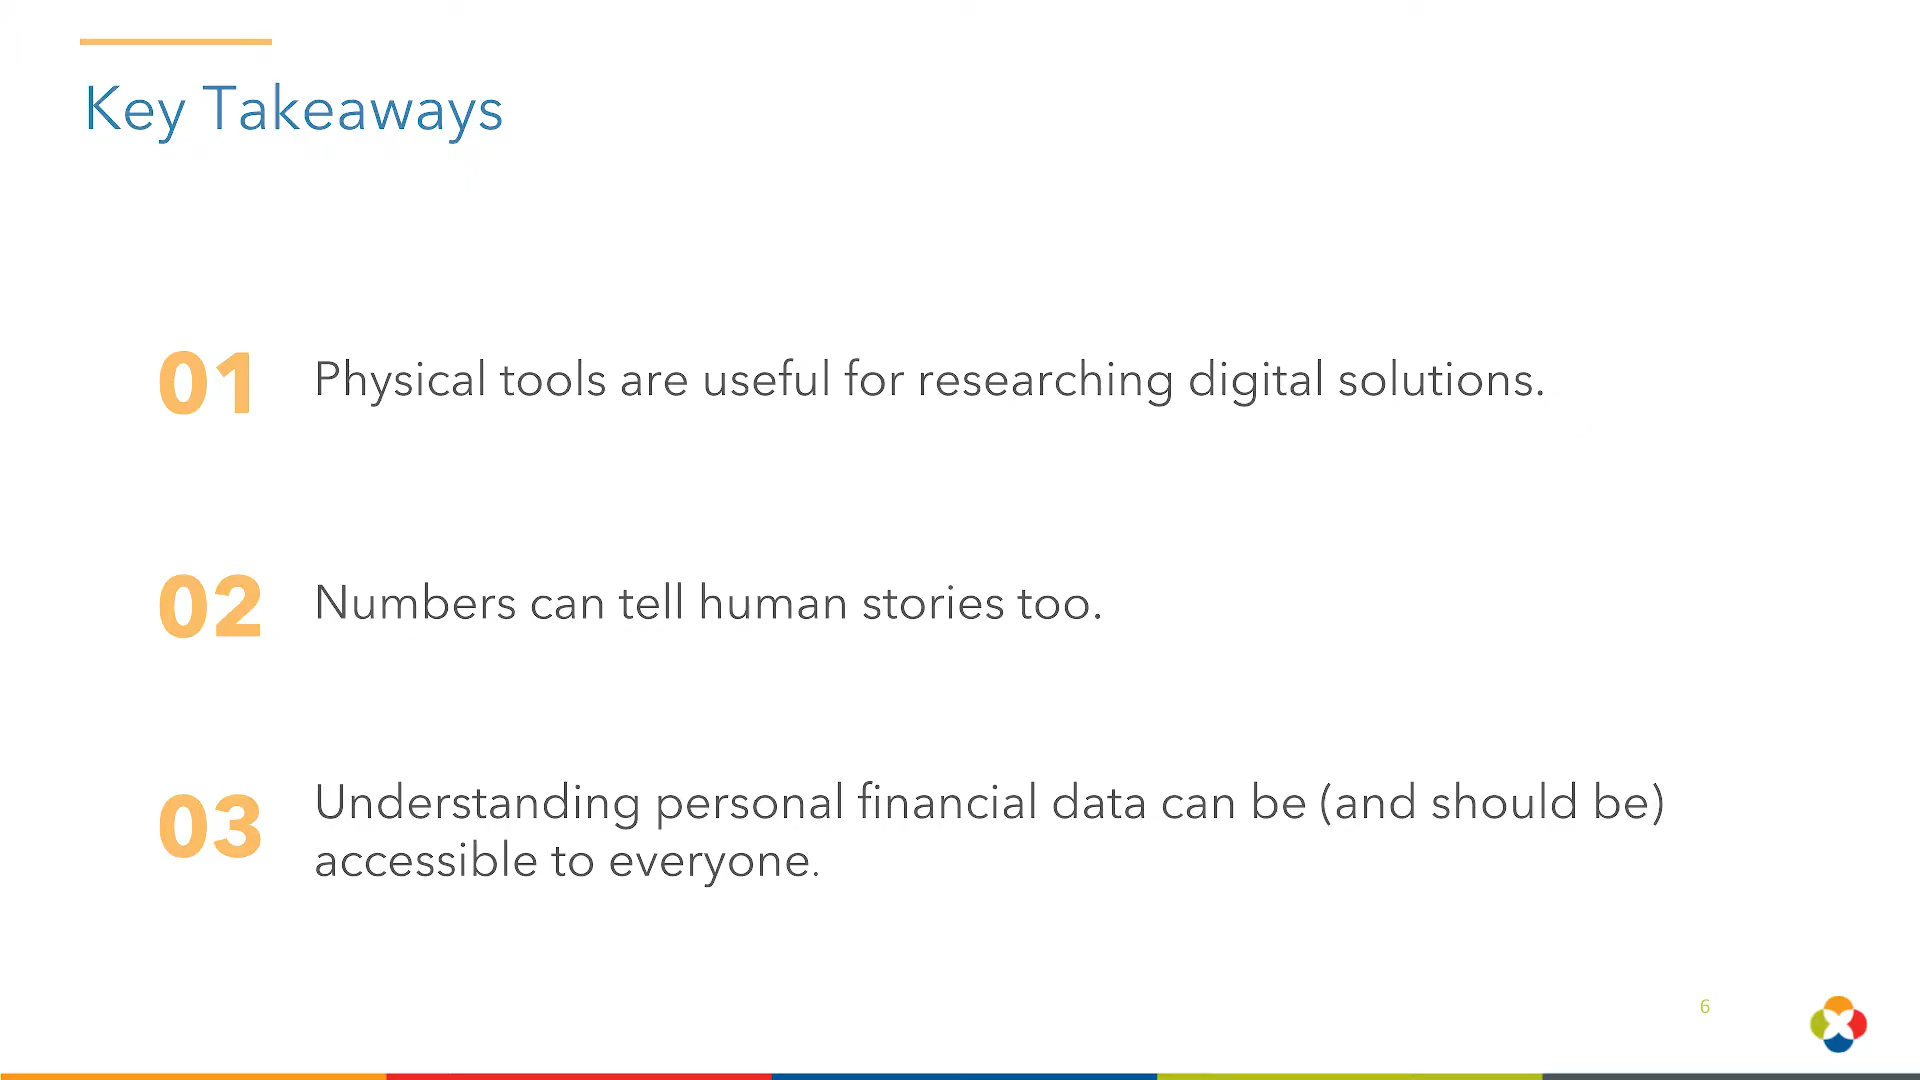 Key Takeaways
01
Physical tools are useful for researching digital solutions.
02
Numbers can tell human stories too.
03
Understanding personal financial data can be (and should be)
accessible to everyone.
6